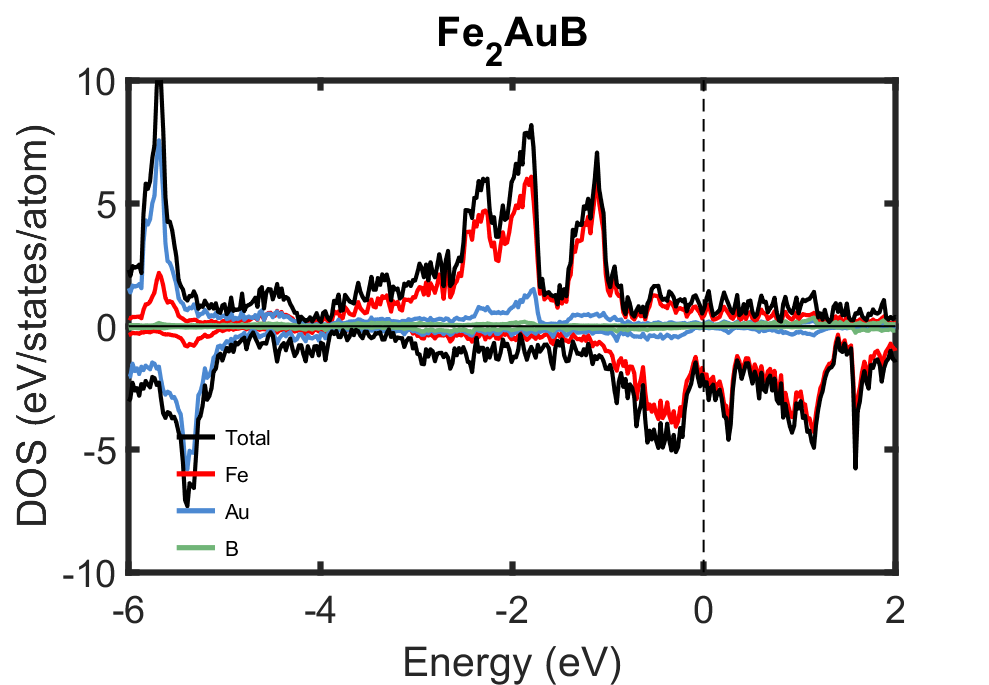 Fe₂AuB
DOS (eV/states/atom)
10
5
0
-5
-10
Total
Fe
Au
B
-6 -4 -2 0 2
Energy (eV)